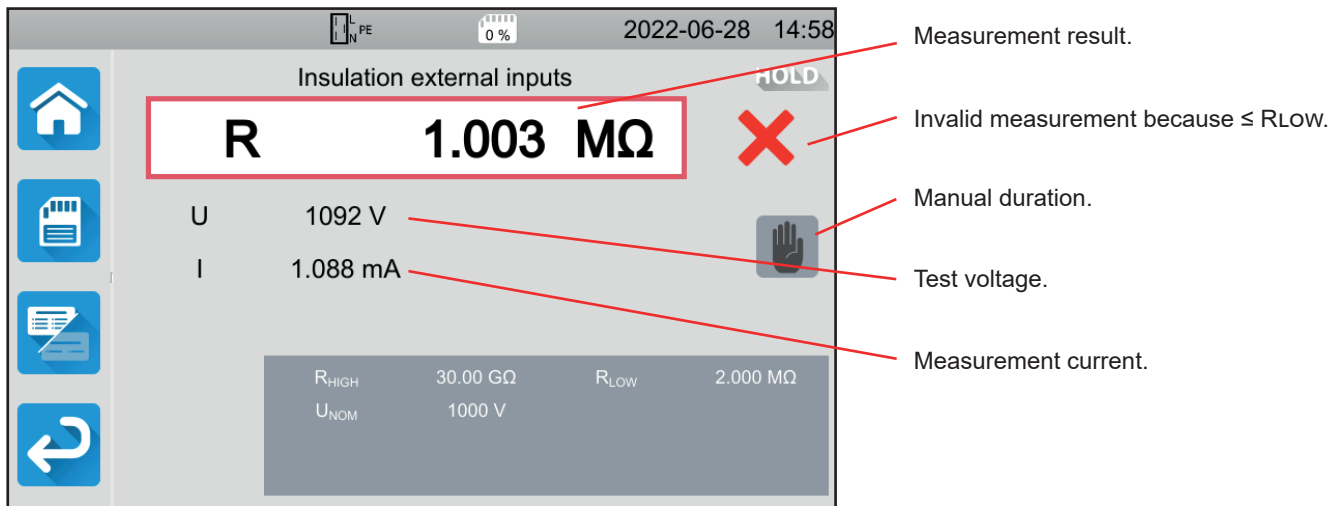 L
N PE
0 %
2022-06-28 14:58
Insulation external inputs
HOLD
R 1.003 MΩ
U 1092 V
I 1.088 mA
RHIGH 30.00 GΩ RLOW 2.000 MΩ
UNOM 1000 V
Measurement result.
Invalid measurement because ≤ RLOW.
Manual duration.
Test voltage.
Measurement current.